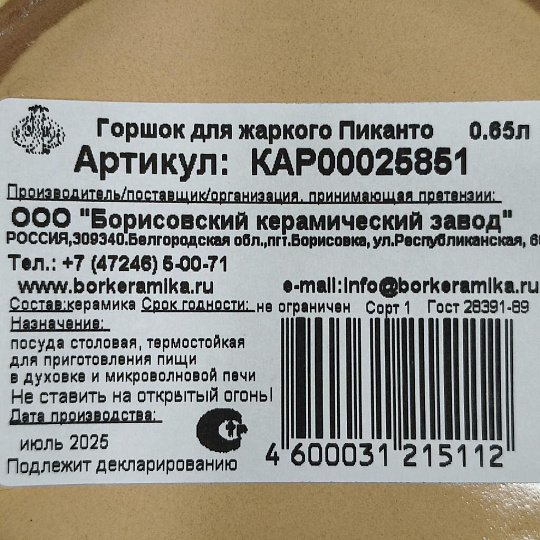 Горшок для жаркого Пиканто 0.65л
Артикул: КАР00025851
Производитель/поставщик/организация, принимающая претензии:
ООО "Борисовский керамический завод"
РОССИЯ,309340.Белгородская обл.,пгт.Борисовка, ул.Республиканская,
Тел.: +7 (47246) 5-00-71
www.borkeramika.ru e-mail:info@borkeramika.ru
Состав:керамика Срок годности: не ограничен Сорт 1 Гост 28391-89
Назначение:
посуда столовая, термостойкая
для приготовления пищи
в духовке и микроволновой печи
Не ставить на открытый огонь!
Дата производства:
июль 2025
Подлежит декларированию
4 600031 215112